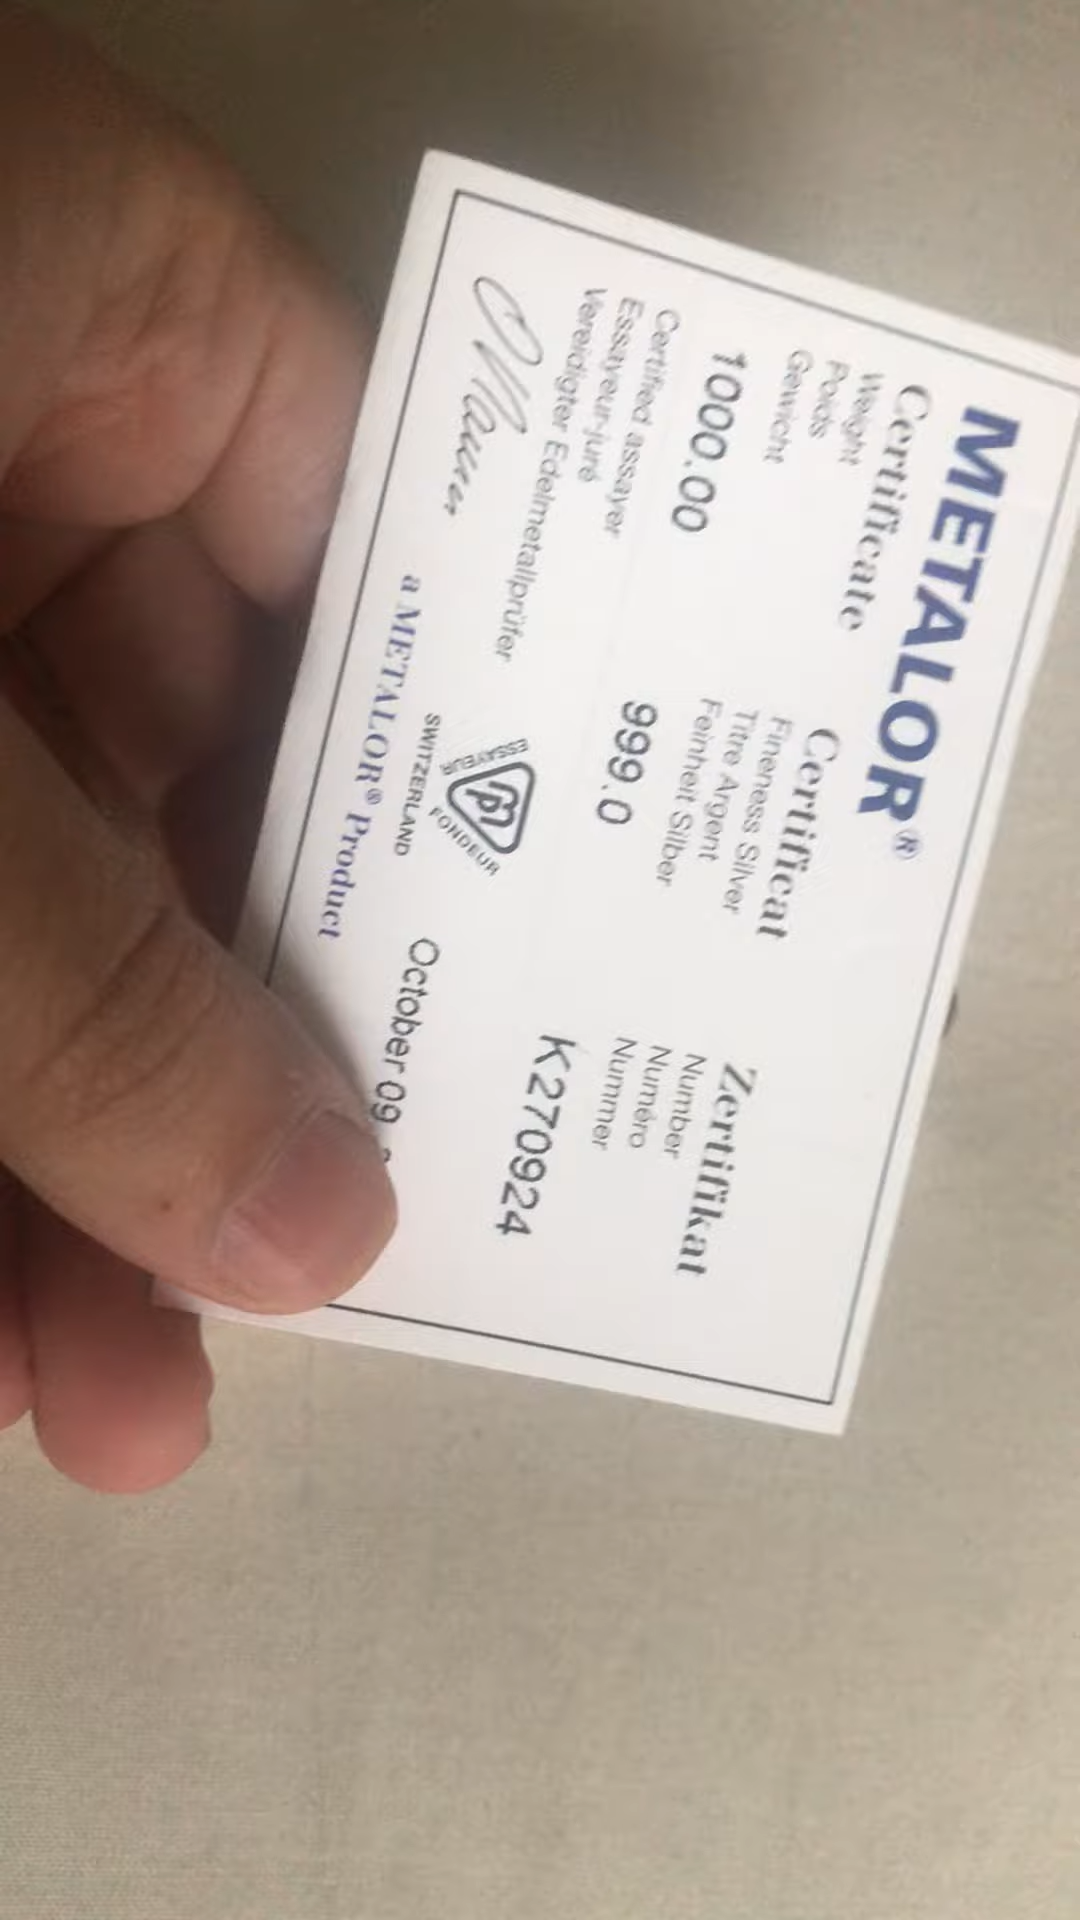 METALOR®
Certificate Certificat Zertifikat
Weight Fineness Silver Number
Poids Titre Argent Numéro
Gewicht Feinheit Silber Nummer
1000.00 999.0 K270924
Certified assayer
Essayeur-juré
Vereidigter Edelmetallprüfer
ESSAYEUR
FONDEUR
SWITZERLAND
October 09
a METALOR® Product